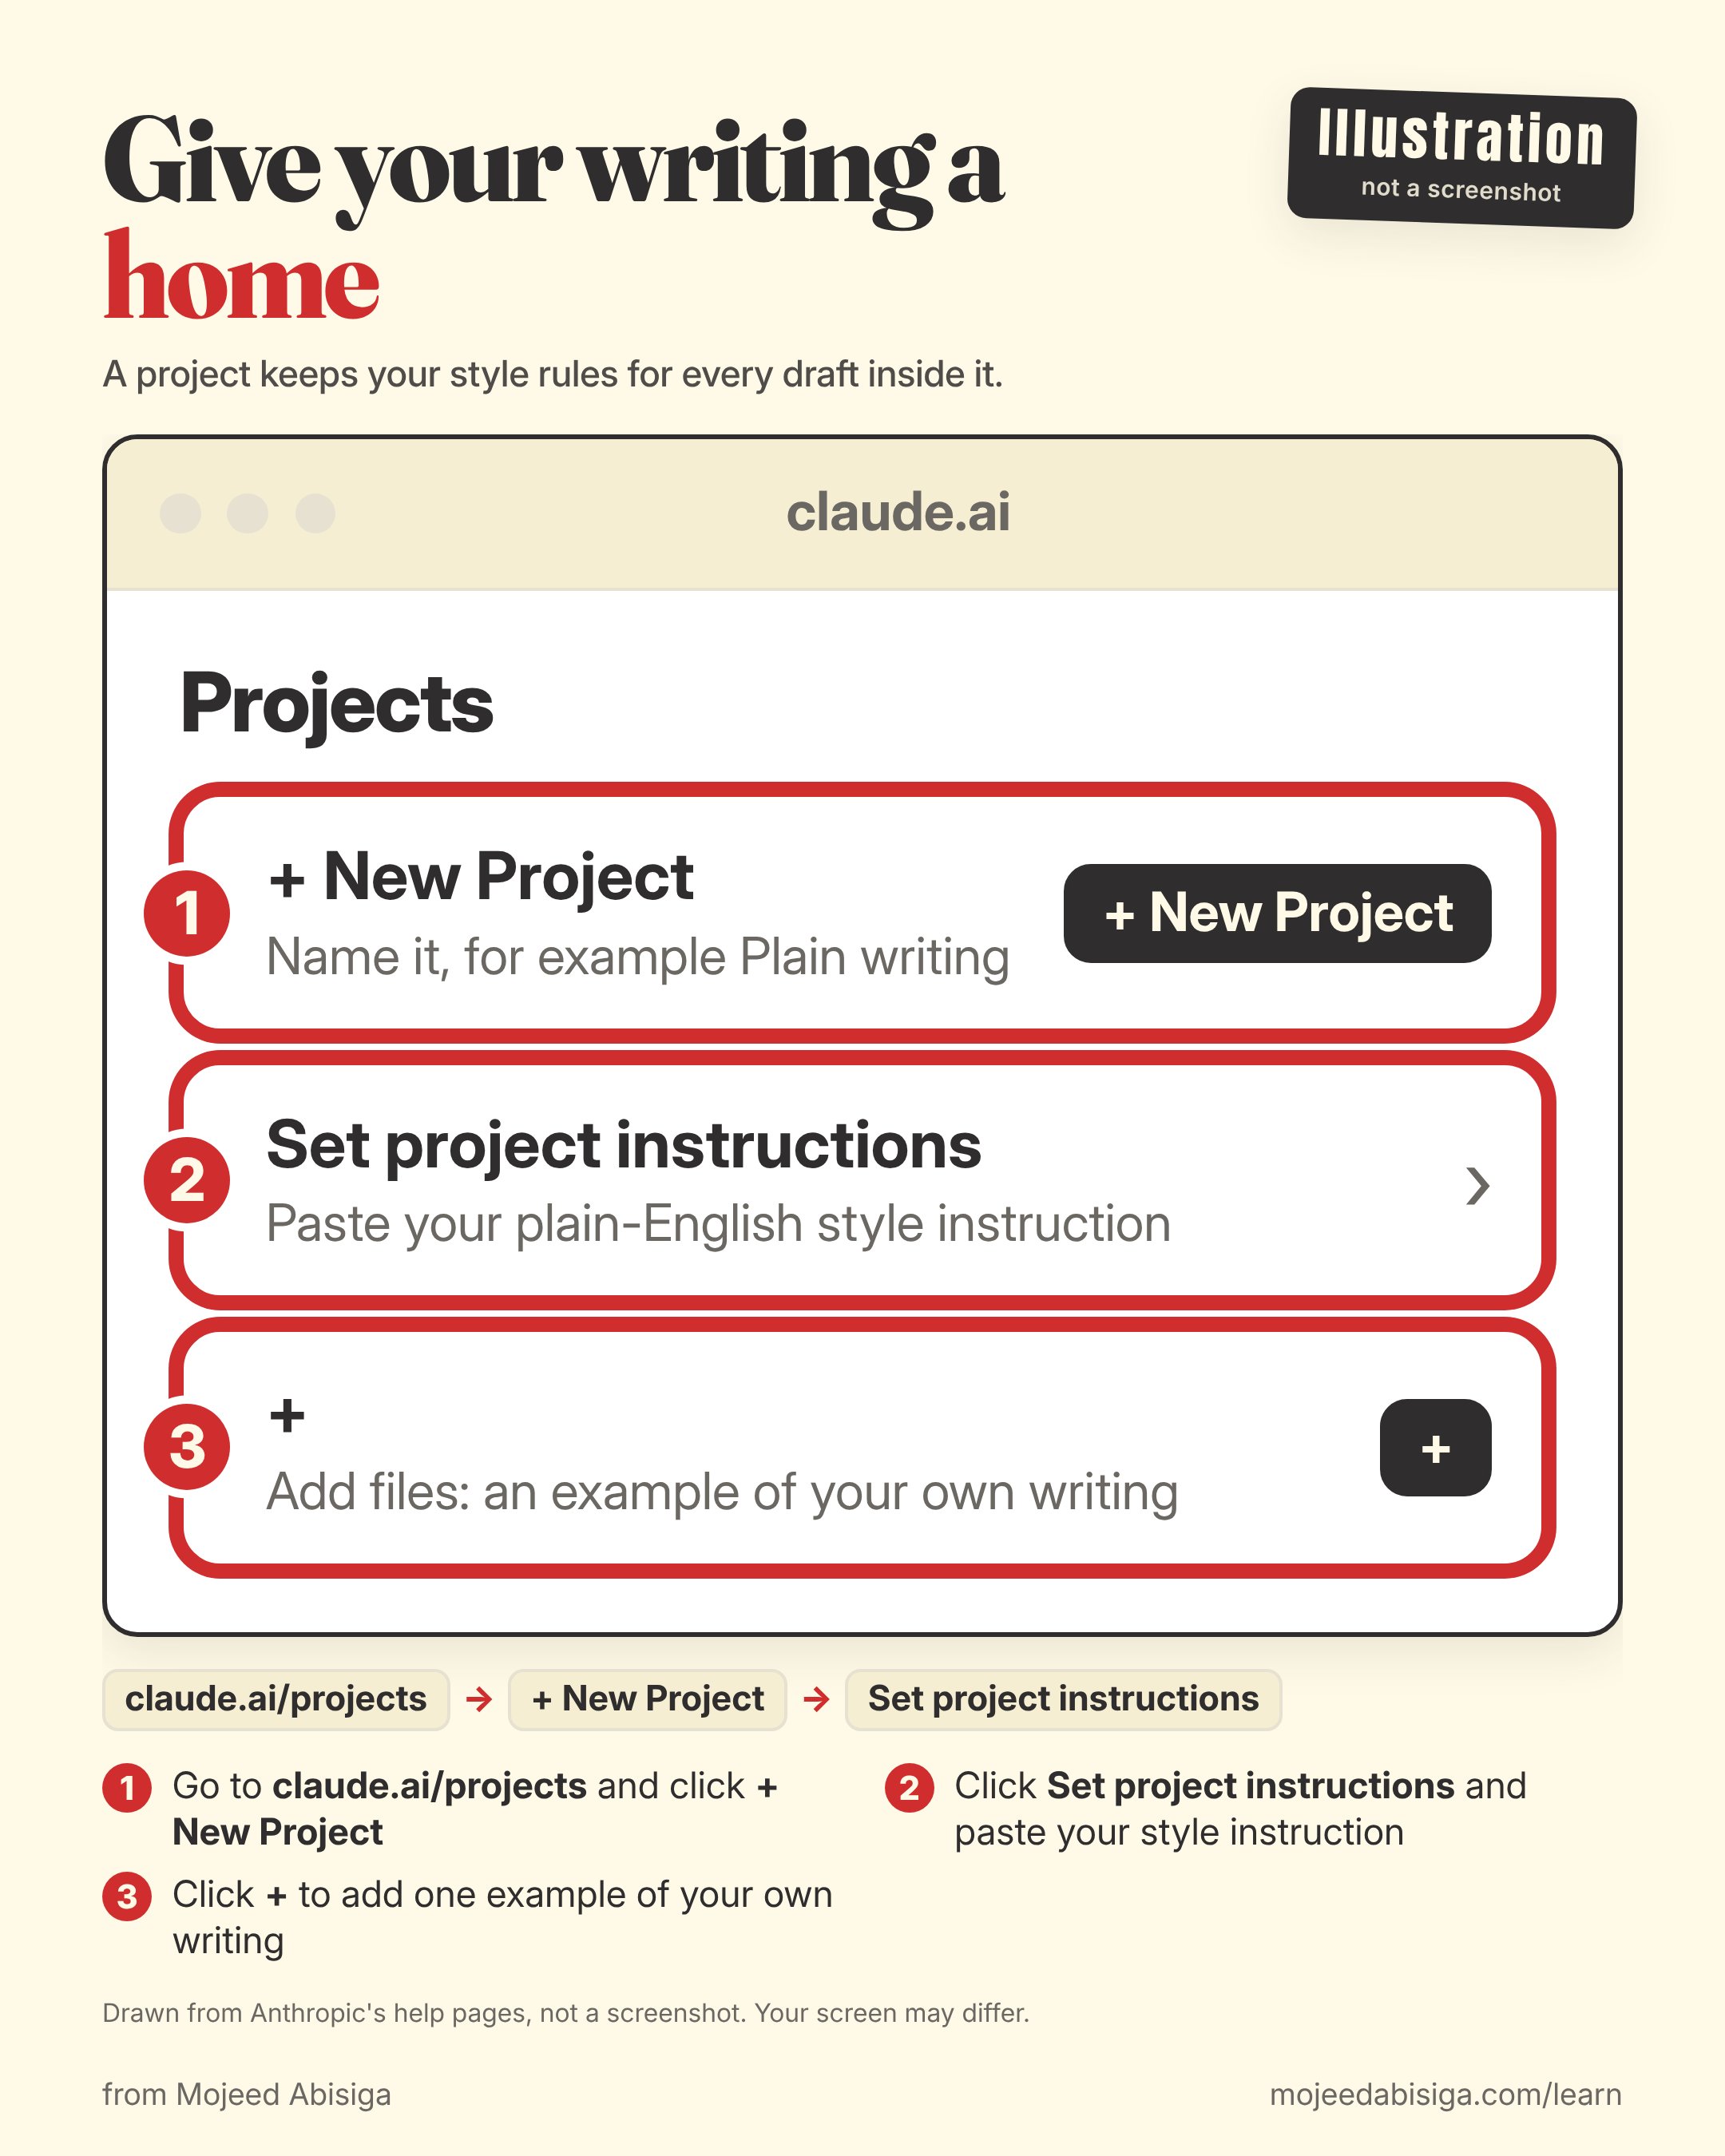 Give your writing a
home
Illustration
not a screenshot
A project keeps your style rules for every draft inside it.
claude.ai
Projects
1
+ New Project
Name it, for example Plain writing
+ New Project
2
Set project instructions
Paste your plain-English style instruction
›
3
+
Add files: an example of your own writing
+
claude.ai/projects → + New Project → Set project instructions
1 Go to claude.ai/projects and click +
New Project
2 Click Set project instructions and
paste your style instruction
3 Click + to add one example of your own
writing
Drawn from Anthropic's help pages, not a screenshot. Your screen may differ.
from Mojeed Abisiga
mojeedabisiga.com/learn